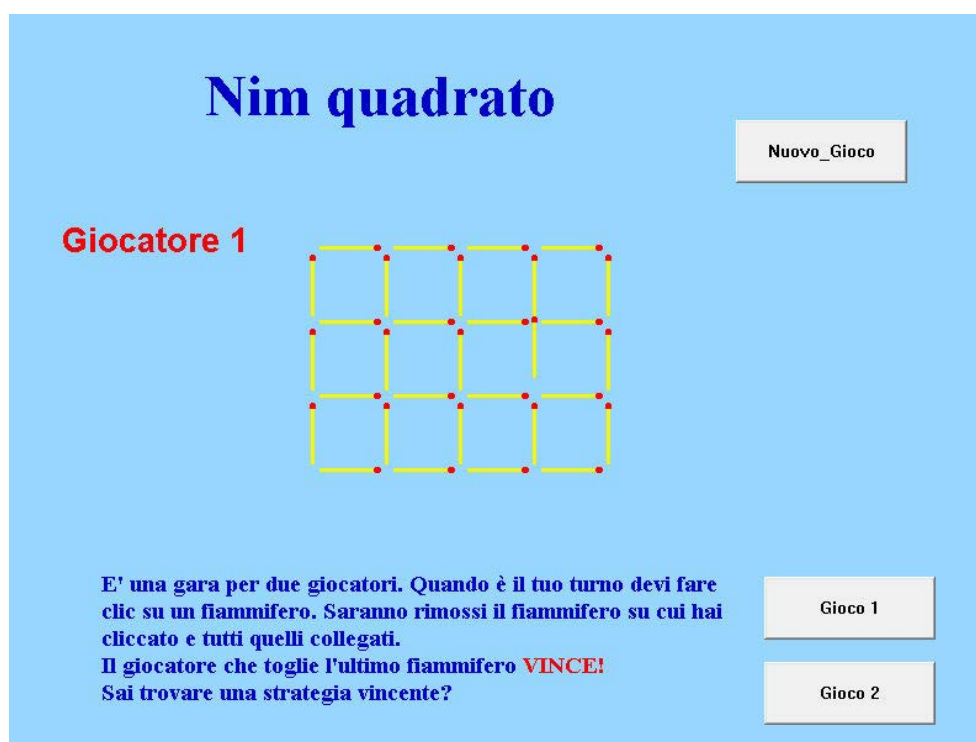 Nim quadrato
Nuovo_Gioco
Giocatore 1
E' una gara per due giocatori. Quando è il tuo turno devi fare
clic su un fiammifero. Saranno rimossi il fiammifero su cui hai
cliccato e tutti quelli collegati.
Il giocatore che toglie l'ultimo fiammifero VINCE!
Sai trovare una strategia vincente?
Gioco 1
Gioco 2